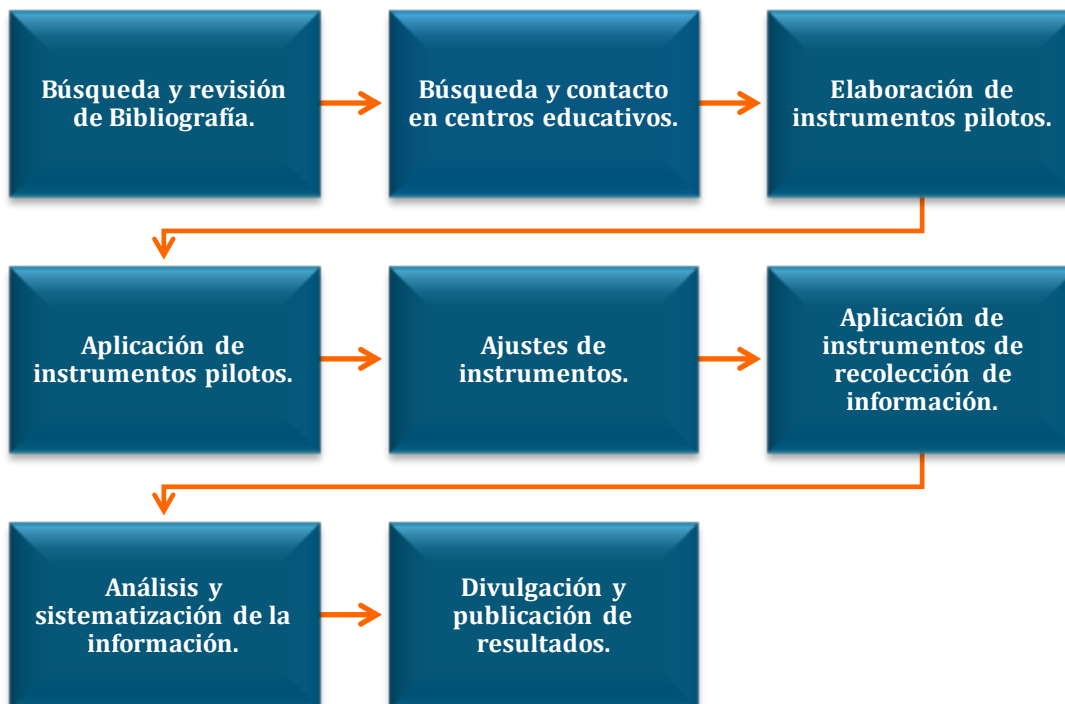 Búsqueda y revisión
de Bibliografía.
Búsqueda y contacto
en centros educativos.
Elaboración de
instrumentos pilotos.
Aplicación de
instrumentos pilotos.
Ajustes de
instrumentos.
Aplicación de
instrumentos de
recolección de
información.
Análisis y
sistematización de la
información.
Divulgación y
publicación de
resultados.